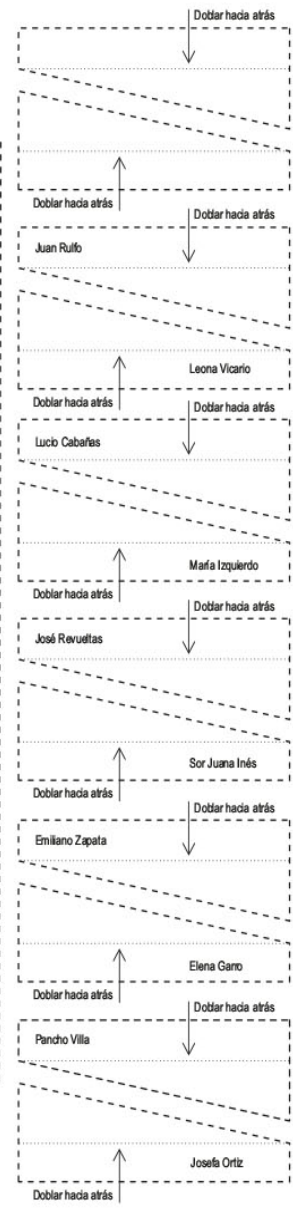 Doblar hacia atrás
Doblar hacia atrás
Doblar hacia atrás
Juan Rulfo
Leona Vicario
Doblar hacia atrás
Doblar hacia atrás
Lucio Cabañas
María Izquierdo
Doblar hacia atrás
Doblar hacia atrás
José Revueltas
Sor Juana Inés
Doblar hacia atrás
Doblar hacia atrás
Emiliano Zapata
Elena Garro
Doblar hacia atrás
Doblar hacia atrás
Pancho Villa
Josefa Ortiz
Doblar hacia atrás